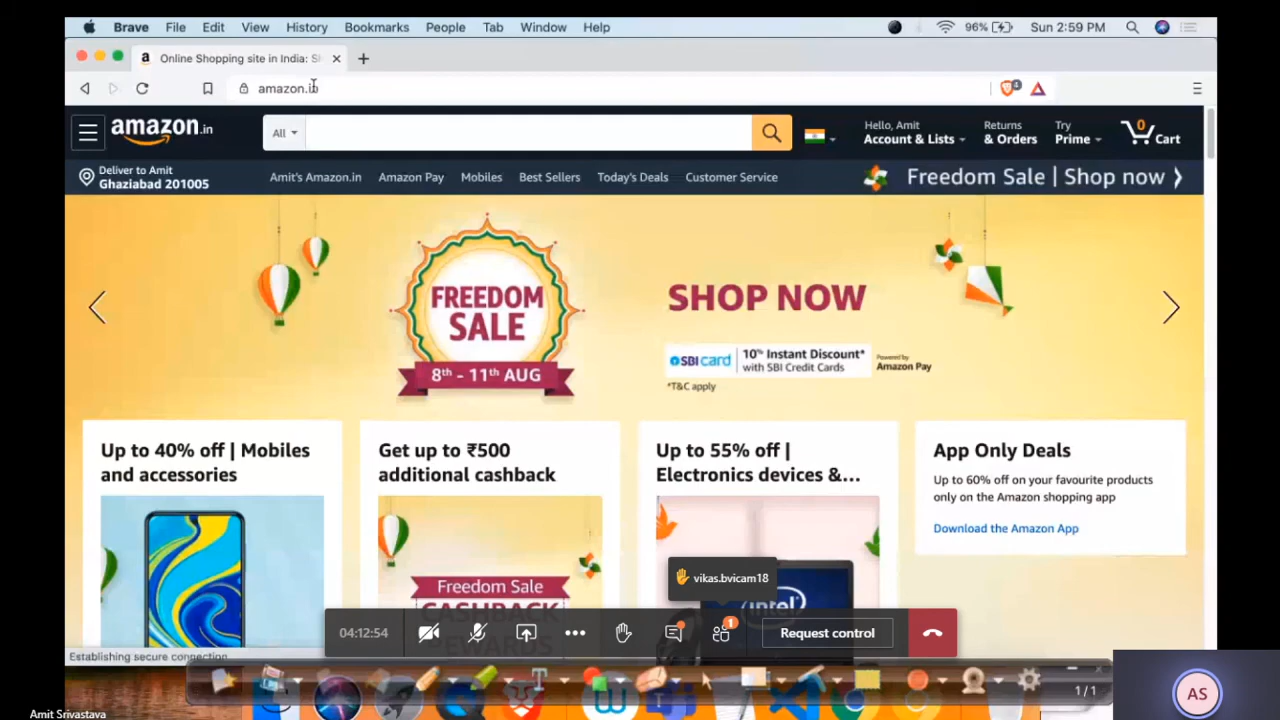 Brave File Edit View History Bookmarks People Tab Window Help 96% Sun 2:59 PM
a Online Shopping site in India: Sh
amazon.in
amazon.in All Hello, Amit Returns Try 0
Account & Lists & Orders Prime Cart
Deliver to Amit
Ghaziabad 201005 Amit's Amazon.in Amazon Pay Mobiles Best Sellers Today's Deals Customer Service Freedom Sale | Shop now
FREEDOM
SALE
8th - 11th AUG
SHOP NOW
SBI card 10% Instant Discount*
with SBI Credit Cards
Powered by
Amazon Pay
*T&C apply
Up to 40% off | Mobiles
and accessories
Get up to ₹500
additional cashback
Up to 55% off |
Electronics devices &...
App Only Deals
Up to 60% off on your favourite products
only on the Amazon shopping app
Download the Amazon App
Freedom Sale
CASHBACK
REWARDS
intel
vikas.bvicam18
04:12:54 1 Request control
Establishing secure connection
1/1
AS
Amit Srivastava